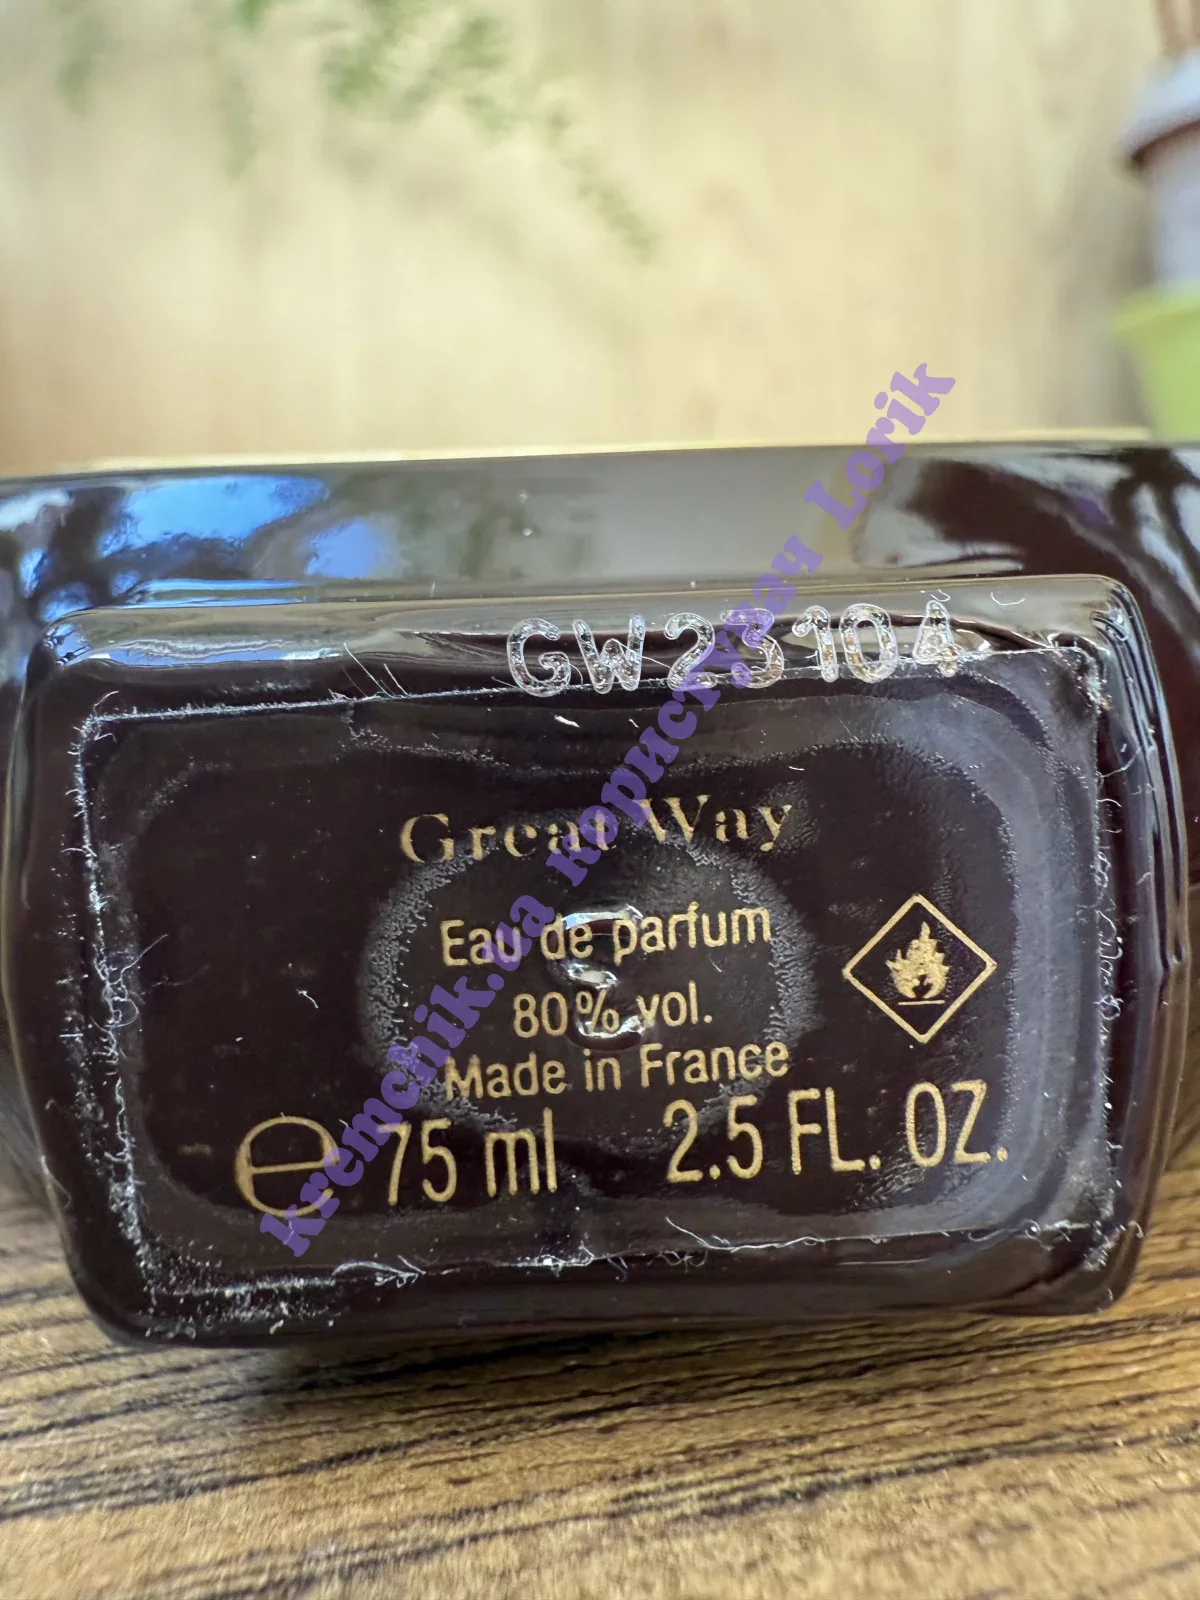 GW23104
Great Way
Eau de parfum
80% vol.
Made in France
e 75 ml 2.5 FL. OZ.
kremchik.ua користувач Lorik